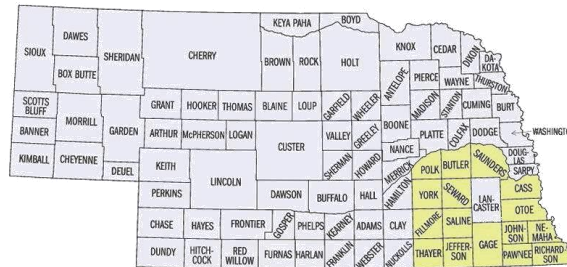 KEYA PAHA
BOYD
SIOUX
DAWES
SHERIDAN
CHERRY
BROWN
ROCK
HOLT
KNOX
CEDAR
DIXON
DA-
KOTA
BOX BUTTE
ANTELOPE
PIERCE
WAYNE
THURSTON
SCOTTS
BLUFF
MORRILL
GARDEN
GRANT
HOOKER
THOMAS
BLAINE
LOUP
GARFIELD
WHEELER
MADISON
STANTON
CUMING
BURT
BANNER
ARTHUR
McPHERSON
LOGAN
CUSTER
VALLEY
GREELEY
BOONE
PLATTE
COLFAX
DODGE
WASHINGT
KIMBALL
CHEYENNE
DEUEL
KEITH
LINCOLN
SHERMAN
HOWARD
NANCE
MERRICK
POLK
BUTLER
SAUNDERS
DOUG-
LAS
SARPY
PERKINS
DAWSON
BUFFALO
HALL
HAMILTON
YORK
SEWARD
LAN-
CASTER
CASS
OTOE
CHASE
HAYES
FRONTIER
GOSPER
PHELPS
KEARNEY
ADAMS
CLAY
FILLMORE
SALINE
GAGE
JOHN-
SON
NE-
MAHA
DUNDY
HITCH-
COCK
RED
WILLOW
FURNAS
HARLAN
FRANKLIN
WEBSTER
NUCKOLLS
THAYER
JEFFER-
SON
PAWNEE
RICHARD-
SON